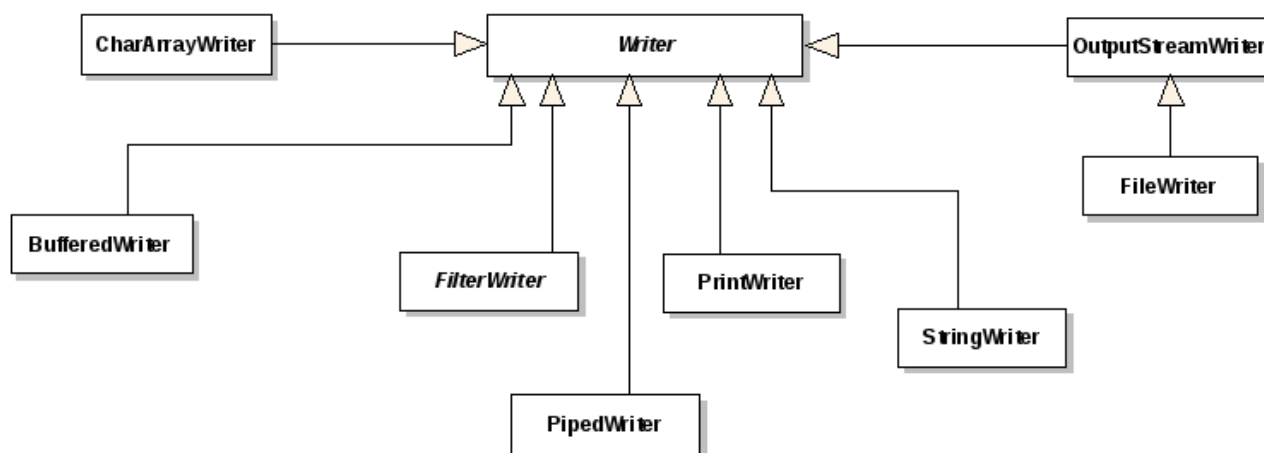 CharArrayWriter
Writer
OutputStreamWriter
FileWriter
BufferedWriter
FilterWriter
PrintWriter
StringWriter
PipedWriter